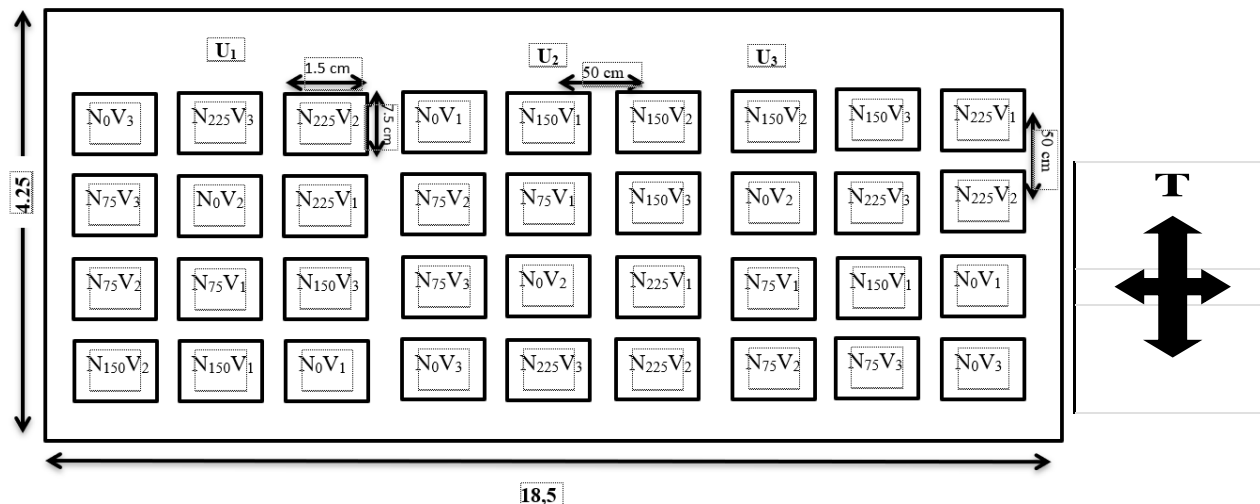 U₁ U₂ U₃
1.5 cm 50 cm
N₀V₃ N₂₂₅V₃ N₂₂₅V₂ 7.5 cm N₀V₁ N₁₅₀V₁ N₁₅₀V₂ N₁₅₀V₂ N₁₅₀V₃ N₂₂₅V₁
50 cm
4.25
N₇₅V₃ N₀V₂ N₂₂₅V₁ N₇₅V₂ N₇₅V₁ N₁₅₀V₃ N₀V₂ N₂₂₅V₃ N₂₂₅V₂
T
N₇₅V₂ N₇₅V₁ N₁₅₀V₃ N₇₅V₃ N₀V₂ N₂₂₅V₁ N₇₅V₁ N₁₅₀V₁ N₀V₁
N₁₅₀V₂ N₁₅₀V₁ N₀V₁ N₀V₃ N₂₂₅V₃ N₂₂₅V₂ N₇₅V₂ N₇₅V₃ N₀V₃
18,5